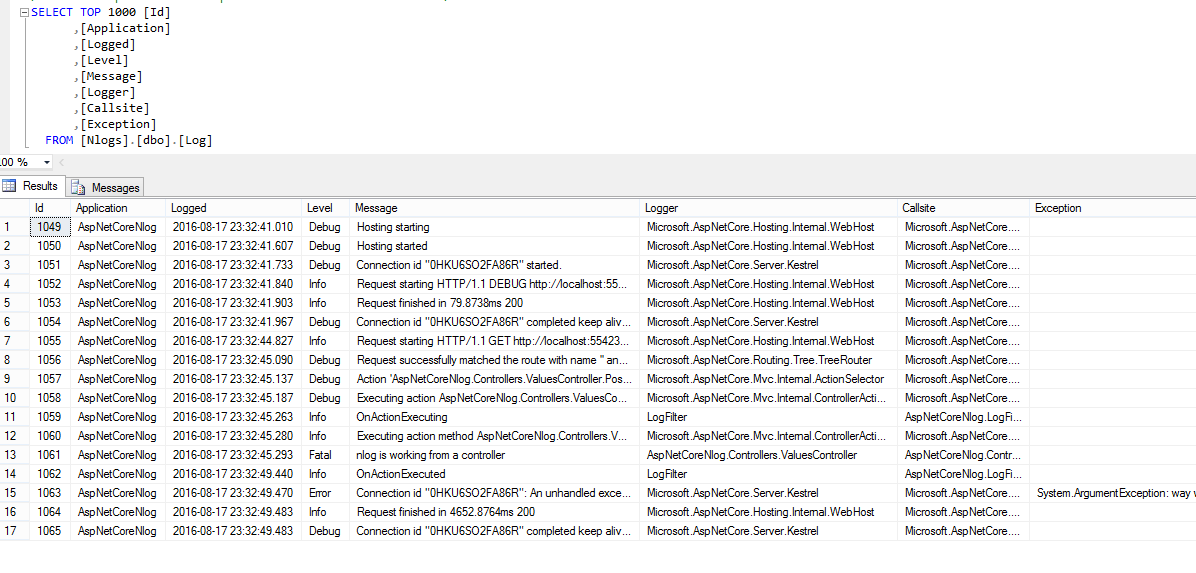 SELECT TOP 1000 [Id]
,[Application]
,[Logged]
,[Level]
,[Message]
,[Logger]
,[Callsite]
,[Exception]
FROM [Nlogs].[dbo].[Log]
.00 %
Results Messages
Id Application Logged Level Message Logger Callsite Exception
1 1049 AspNetCoreNlog 2016-08-17 23:32:41.010 Debug Hosting starting Microsoft.AspNetCore.Hosting.Internal.WebHost Microsoft.AspNetCore....
2 1050 AspNetCoreNlog 2016-08-17 23:32:41.607 Debug Hosting started Microsoft.AspNetCore.Hosting.Internal.WebHost Microsoft.AspNetCore....
3 1051 AspNetCoreNlog 2016-08-17 23:32:41.733 Debug Connection id "0HKU6SO2FA86R" started. Microsoft.AspNetCore.Server.Kestrel Microsoft.AspNetCore....
4 1052 AspNetCoreNlog 2016-08-17 23:32:41.840 Info Request starting HTTP/1.1 DEBUG http://localhost:55... Microsoft.AspNetCore.Hosting.Internal.WebHost Microsoft.AspNetCore....
5 1053 AspNetCoreNlog 2016-08-17 23:32:41.903 Info Request finished in 79.8738ms 200 Microsoft.AspNetCore.Hosting.Internal.WebHost Microsoft.AspNetCore....
6 1054 AspNetCoreNlog 2016-08-17 23:32:41.967 Debug Connection id "0HKU6SO2FA86R" completed keep aliv... Microsoft.AspNetCore.Server.Kestrel Microsoft.AspNetCore....
7 1055 AspNetCoreNlog 2016-08-17 23:32:44.827 Info Request starting HTTP/1.1 GET http://localhost:55423... Microsoft.AspNetCore.Hosting.Internal.WebHost Microsoft.AspNetCore....
8 1056 AspNetCoreNlog 2016-08-17 23:32:45.090 Debug Request successfully matched the route with name '' an... Microsoft.AspNetCore.Routing.Tree.TreeRouter Microsoft.AspNetCore....
9 1057 AspNetCoreNlog 2016-08-17 23:32:45.137 Debug Action 'AspNetCoreNlog.Controllers.ValuesController.Pos... Microsoft.AspNetCore.Mvc.Internal.ActionSelector Microsoft.AspNetCore....
10 1058 AspNetCoreNlog 2016-08-17 23:32:45.187 Debug Executing action AspNetCoreNlog.Controllers.ValuesCo... Microsoft.AspNetCore.Mvc.Internal.ControllerActi... Microsoft.AspNetCore....
11 1059 AspNetCoreNlog 2016-08-17 23:32:45.263 Info OnActionExecuting LogFilter AspNetCoreNlog.LogFi...
12 1060 AspNetCoreNlog 2016-08-17 23:32:45.280 Info Executing action method AspNetCoreNlog.Controllers.V... Microsoft.AspNetCore.Mvc.Internal.ControllerActi... Microsoft.AspNetCore....
13 1061 AspNetCoreNlog 2016-08-17 23:32:45.293 Fatal nlog is working from a controller AspNetCoreNlog.Controllers.ValuesController AspNetCoreNlog.Contr...
14 1062 AspNetCoreNlog 2016-08-17 23:32:49.440 Info OnActionExecuted LogFilter AspNetCoreNlog.LogFi...
15 1063 AspNetCoreNlog 2016-08-17 23:32:49.470 Error Connection id "0HKU6SO2FA86R": An unhandled exce... Microsoft.AspNetCore.Server.Kestrel Microsoft.AspNetCore.... System.ArgumentException: way
16 1064 AspNetCoreNlog 2016-08-17 23:32:49.483 Info Request finished in 4652.8764ms 200 Microsoft.AspNetCore.Hosting.Internal.WebHost Microsoft.AspNetCore....
17 1065 AspNetCoreNlog 2016-08-17 23:32:49.483 Debug Connection id "0HKU6SO2FA86R" completed keep aliv... Microsoft.AspNetCore.Server.Kestrel Microsoft.AspNetCore....